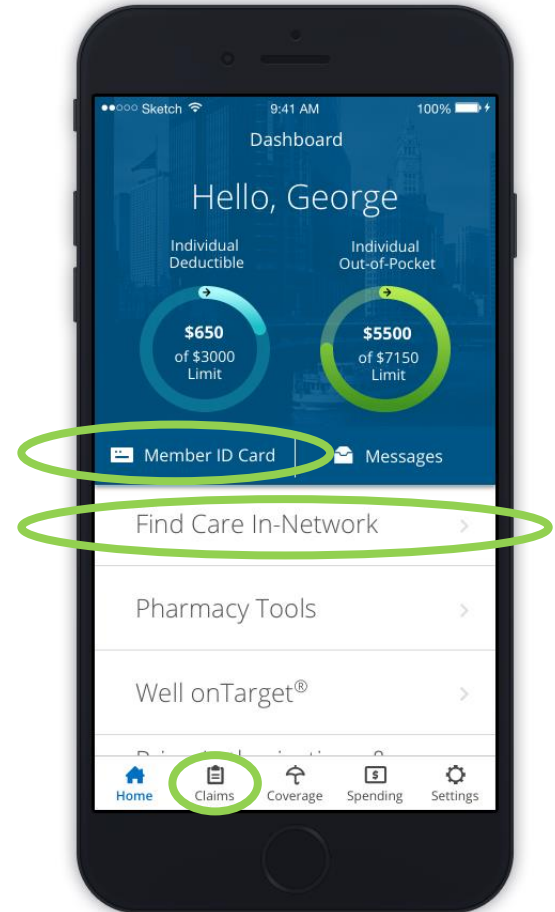 Sketch 9:41 AM 100%
Dashboard
Hello, George
Individual
Deductible
Individual
Out-of-Pocket
$650
of $3000
Limit
$5500
of $7150
Limit
Member ID Card
Messages
Find Care In-Network
Pharmacy Tools
Well onTarget®
Home Claims Coverage Spending Settings